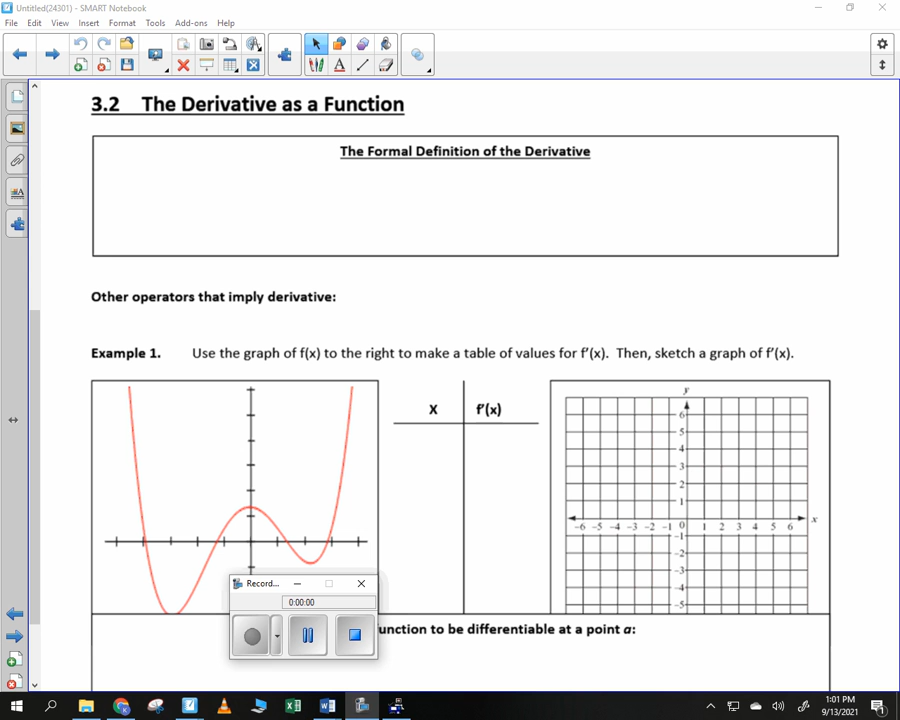 Untitled(24301) - SMART Notebook
File Edit View Insert Format Tools Add-ons Help
3.2 The Derivative as a Function
The Formal Definition of the Derivative
Other operators that imply derivative:
Example 1. Use the graph of f(x) to the right to make a table of values for f'(x). Then, sketch a graph of f'(x).
X f'(x)
y
6
5
4
3
2
1
-6 -5 -4 -3 -2 -1 0 1 2 3 4 5 6 x
-1
-2
-3
-4
-5
Record...
0:00:00
unction to be differentiable at a point a:
1:01 PM
9/13/2021
1